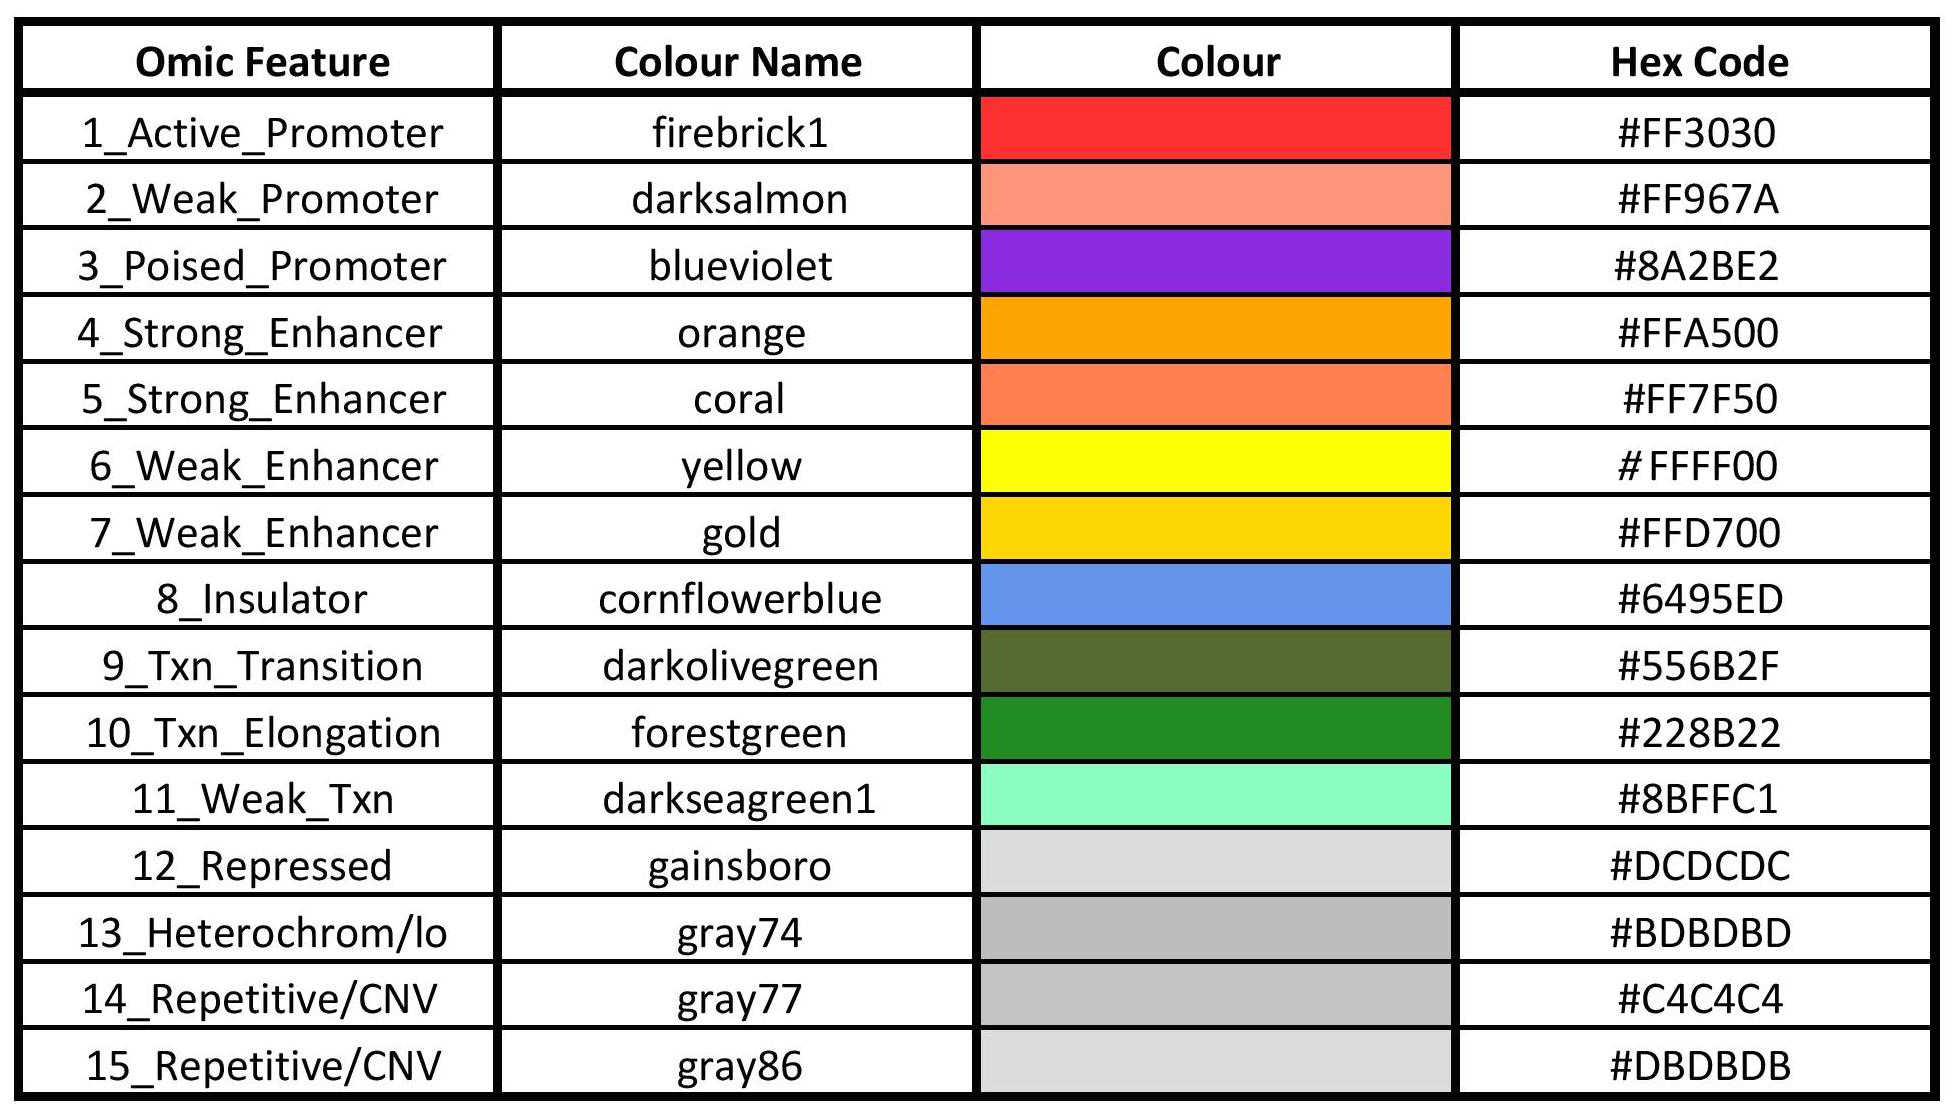 Omic Feature Colour Name Colour Hex Code
1_Active_Promoter firebrick1 #FF3030
2_Weak_Promoter darksalmon #FF967A
3_Poised_Promoter blueviolet #8A2BE2
4_Strong_Enhancer orange #FFA500
5_Strong_Enhancer coral #FF7F50
6_Weak_Enhancer yellow # FFFF00
7_Weak_Enhancer gold #FFD700
8_Insulator cornflowerblue #6495ED
9_Txn_Transition darkolivegreen #556B2F
10_Txn_Elongation forestgreen #228B22
11_Weak_Txn darkseagreen1 #8BFFC1
12_Repressed gainsboro #DCDCDC
13_Heterochrom/lo gray74 #BDBDBD
14_Repetitive/CNV gray77 #C4C4C4
15_Repetitive/CNV gray86 #DBDBDB